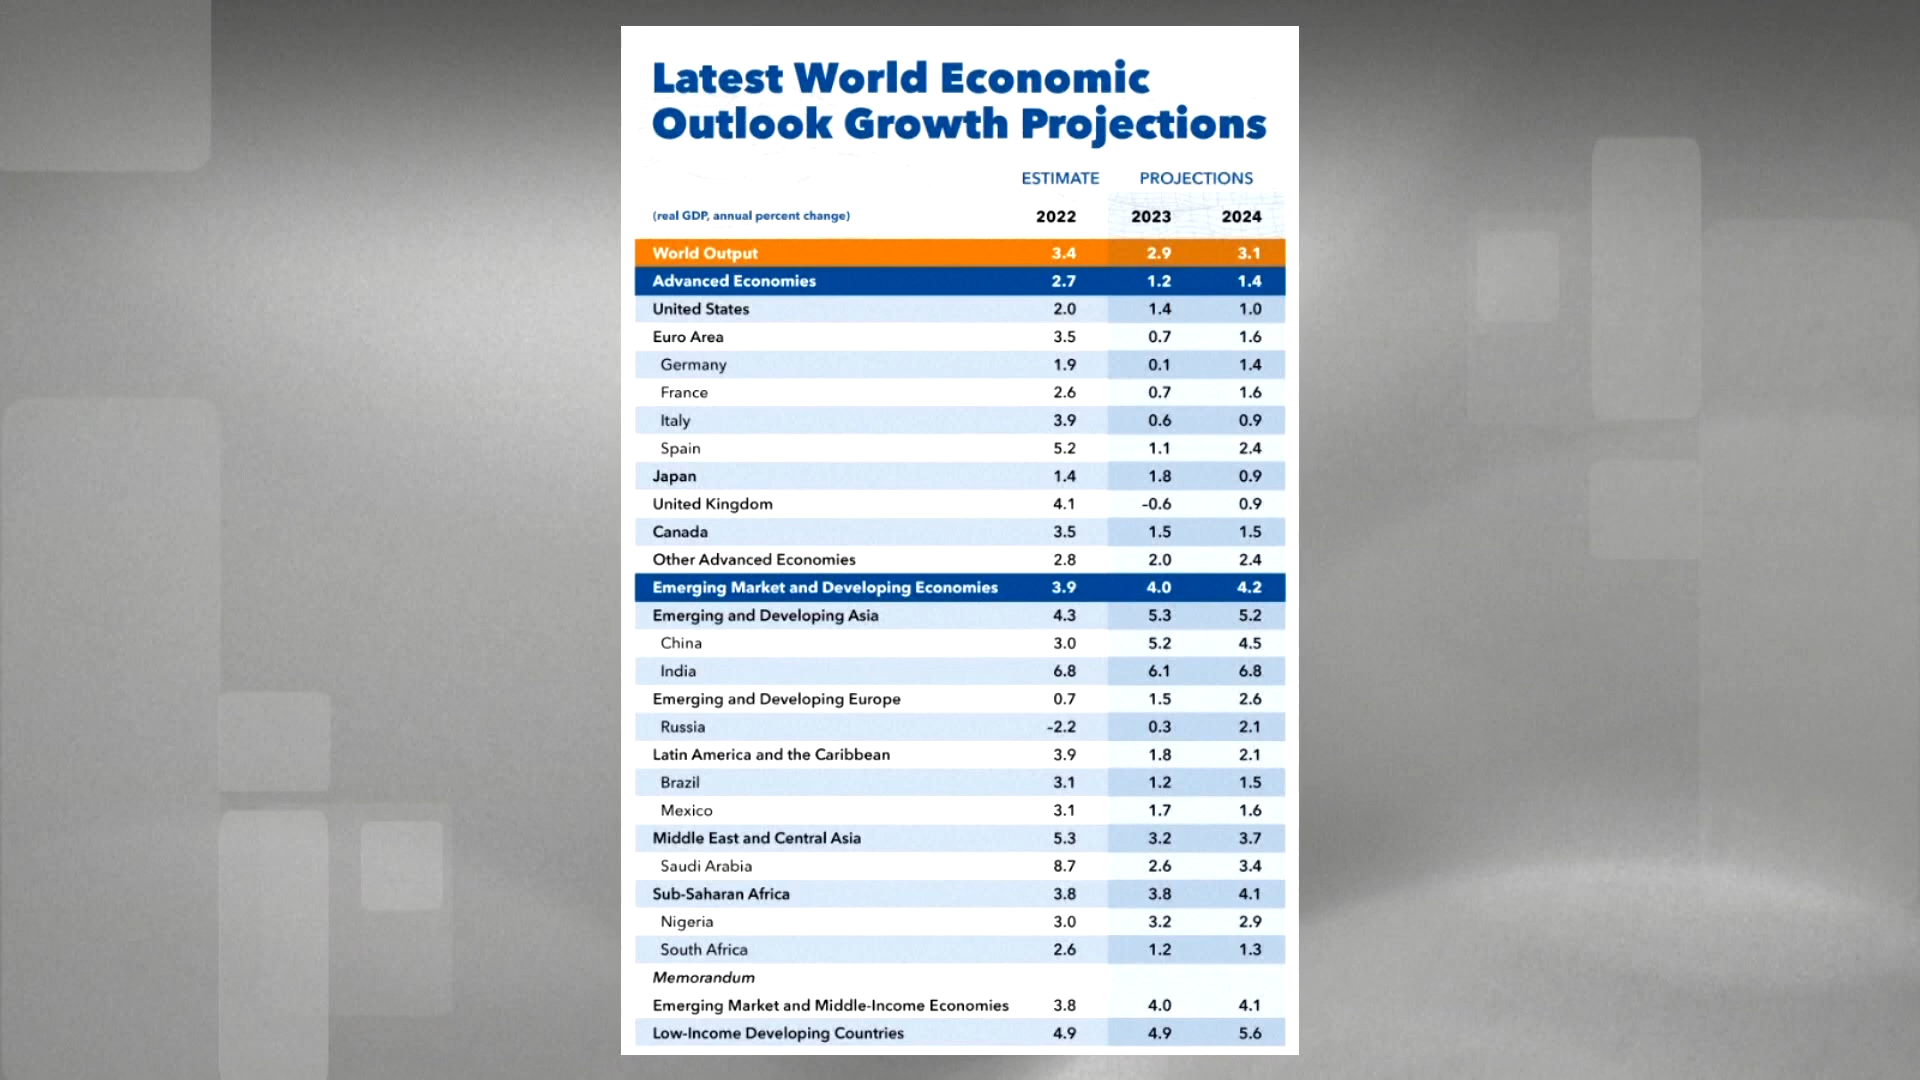 Latest World Economic
Outlook Growth Projections
ESTIMATE PROJECTIONS
(real GDP, annual percent change) 2022 2023 2024
World Output 3.4 2.9 3.1
Advanced Economies 2.7 1.2 1.4
United States 2.0 1.4 1.0
Euro Area 3.5 0.7 1.6
Germany 1.9 0.1 1.4
France 2.6 0.7 1.6
Italy 3.9 0.6 0.9
Spain 5.2 1.1 2.4
Japan 1.4 1.8 0.9
United Kingdom 4.1 -0.6 0.9
Canada 3.5 1.5 1.5
Other Advanced Economies 2.8 2.0 2.4
Emerging Market and Developing Economies 3.9 4.0 4.2
Emerging and Developing Asia 4.3 5.3 5.2
China 3.0 5.2 4.5
India 6.8 6.1 6.8
Emerging and Developing Europe 0.7 1.5 2.6
Russia -2.2 0.3 2.1
Latin America and the Caribbean 3.9 1.8 2.1
Brazil 3.1 1.2 1.5
Mexico 3.1 1.7 1.6
Middle East and Central Asia 5.3 3.2 3.7
Saudi Arabia 8.7 2.6 3.4
Sub-Saharan Africa 3.8 3.8 4.1
Nigeria 3.0 3.2 2.9
South Africa 2.6 1.2 1.3
Memorandum
Emerging Market and Middle-Income Economies 3.8 4.0 4.1
Low-Income Developing Countries 4.9 4.9 5.6